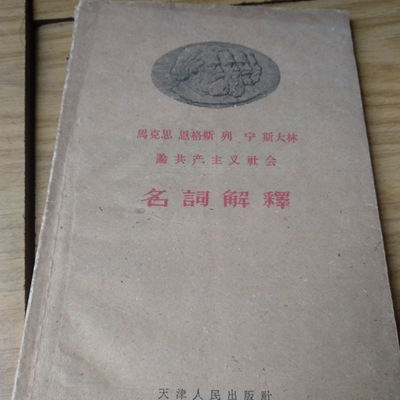 馬克思 恩格斯 列 宁 斯大林
論共产主义社会
名詞解釋
天津人民出版社